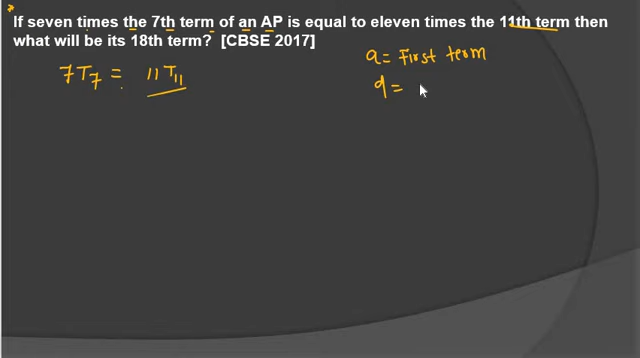 If seven times the 7th term of an AP is equal to eleven times the 11th term then
what will be its 18th term? [CBSE 2017]
a = First term
7T7 = 11T11
d =